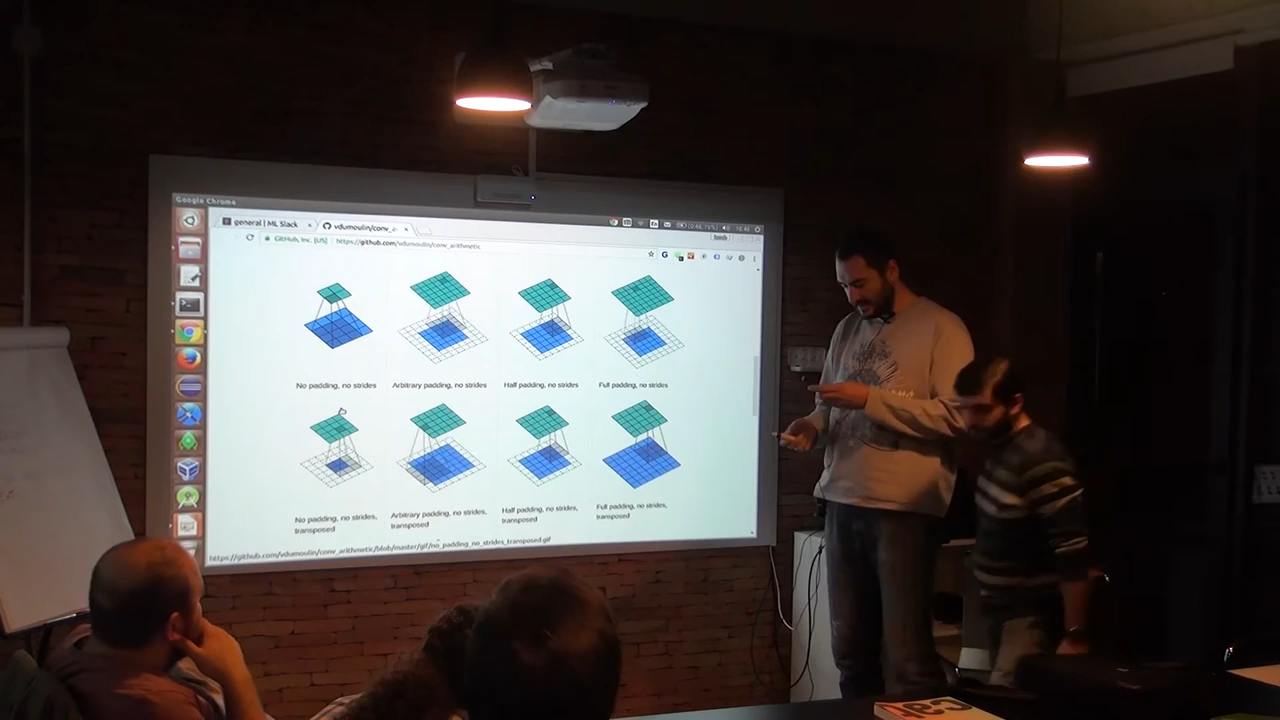 Google Chrome
general | ML Slack
vdumoulin/conv_a
GitHub, Inc. [US] | https://github.com/vdumoulin/conv_arithmetic
No padding, no strides
Arbitrary padding, no strides
Half padding, no strides
Full padding, no strides
No padding, no strides,
transposed
Arbitrary padding, no strides,
transposed
Half padding, no strides,
transposed
Full padding, no strides,
transposed
https://github.com/vdumoulin/conv_arithmetic/blob/master/gif/no_padding_no_strides_transposed.gif